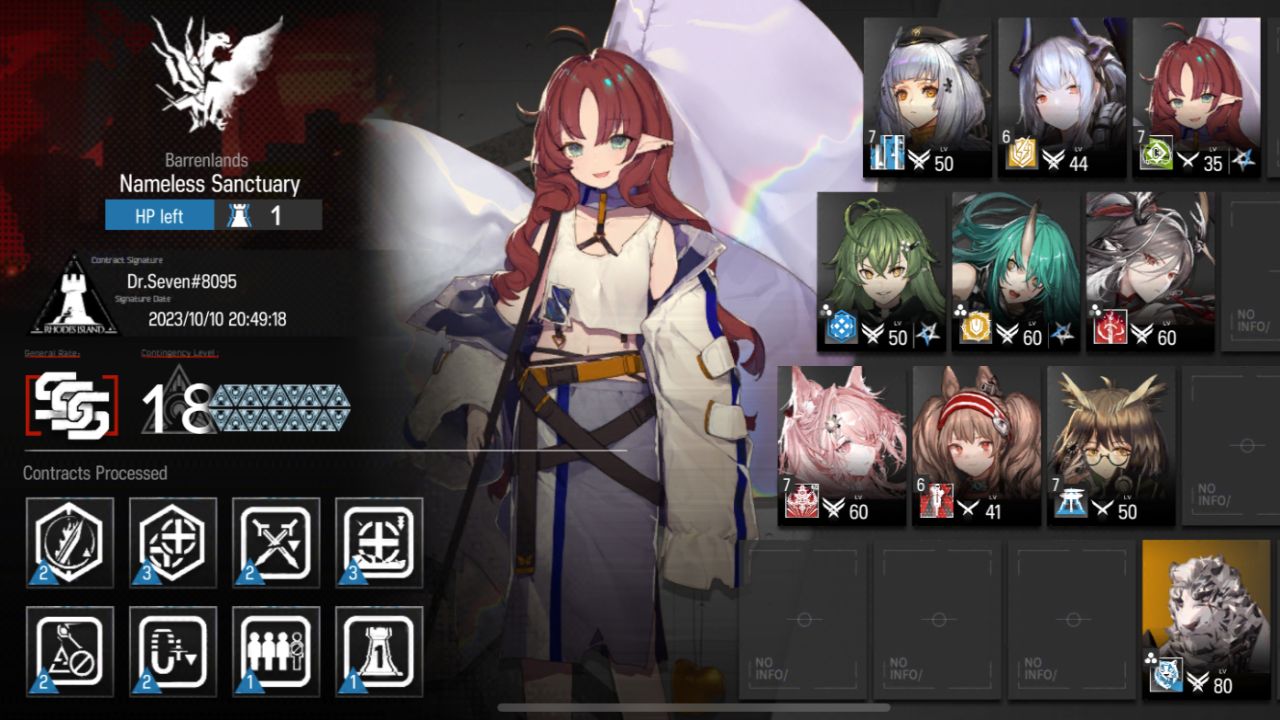 Barrenlands
Nameless Sanctuary
HP left 1
Contract Signature
Dr.Seven#8095
Signature Date
2023/10/10 20:49:18
RHODES ISLAND
General Rate:
Contingency Level:
SSS
18
Contracts Processed
2 3 2 3
2 2 1 1
7 LV 50
6 LV 44
7 LV 35
LV 50
LV 60
LV 60
NO INFO/
7 LV 60
6 LV 41
7 LV 50
NO INFO/
NO INFO/
NO INFO/
NO INFO/
LV 80